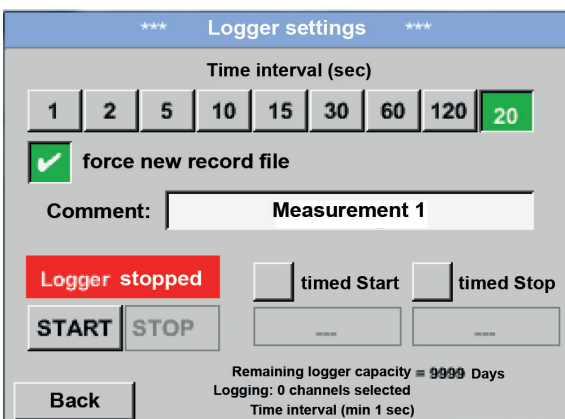 *** Logger settings ***
Time interval (sec)
1 2 5 10 15 30 60 120 20
force new record file
Comment: Measurement 1
Logger stopped
timed Start timed Stop
START STOP --- ---
Remaining logger capacity = 9999 Days
Logging: 0 channels selected
Back
Time interval (min 1 sec)